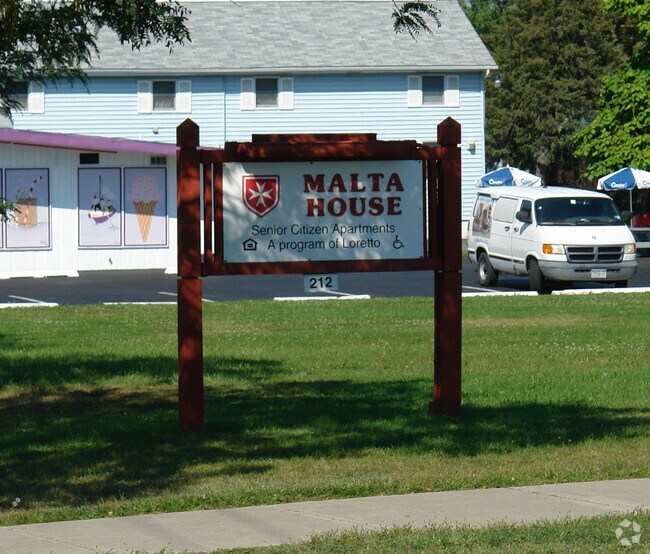 MALTA
HOUSE
Senior Citizen Apartments
A program of Loretto
212